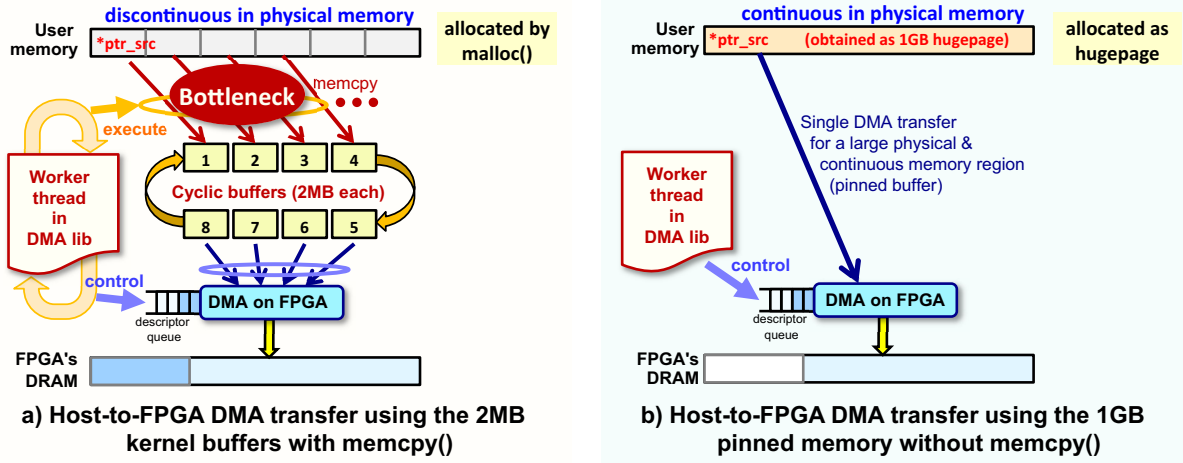 discontinuous in physical memory
User
memory
*ptr_src
allocated by
malloc()
Bottleneck
memcpy
execute
1 2 3 4
Worker
thread
in
DMA lib
Cyclic buffers (2MB each)
8 7 6 5
control
DMA on FPGA
descriptor
queue
FPGA's
DRAM
a) Host-to-FPGA DMA transfer using the 2MB
kernel buffers with memcpy()
continuous in physical memory
User
memory
*ptr_src (obtained as 1GB hugepage)
allocated as
hugepage
Single DMA transfer
for a large physical &
continuous memory region
(pinned buffer)
Worker
thread
in
DMA lib
control
DMA on FPGA
descriptor
queue
FPGA's
DRAM
b) Host-to-FPGA DMA transfer using the 1GB
pinned memory without memcpy()